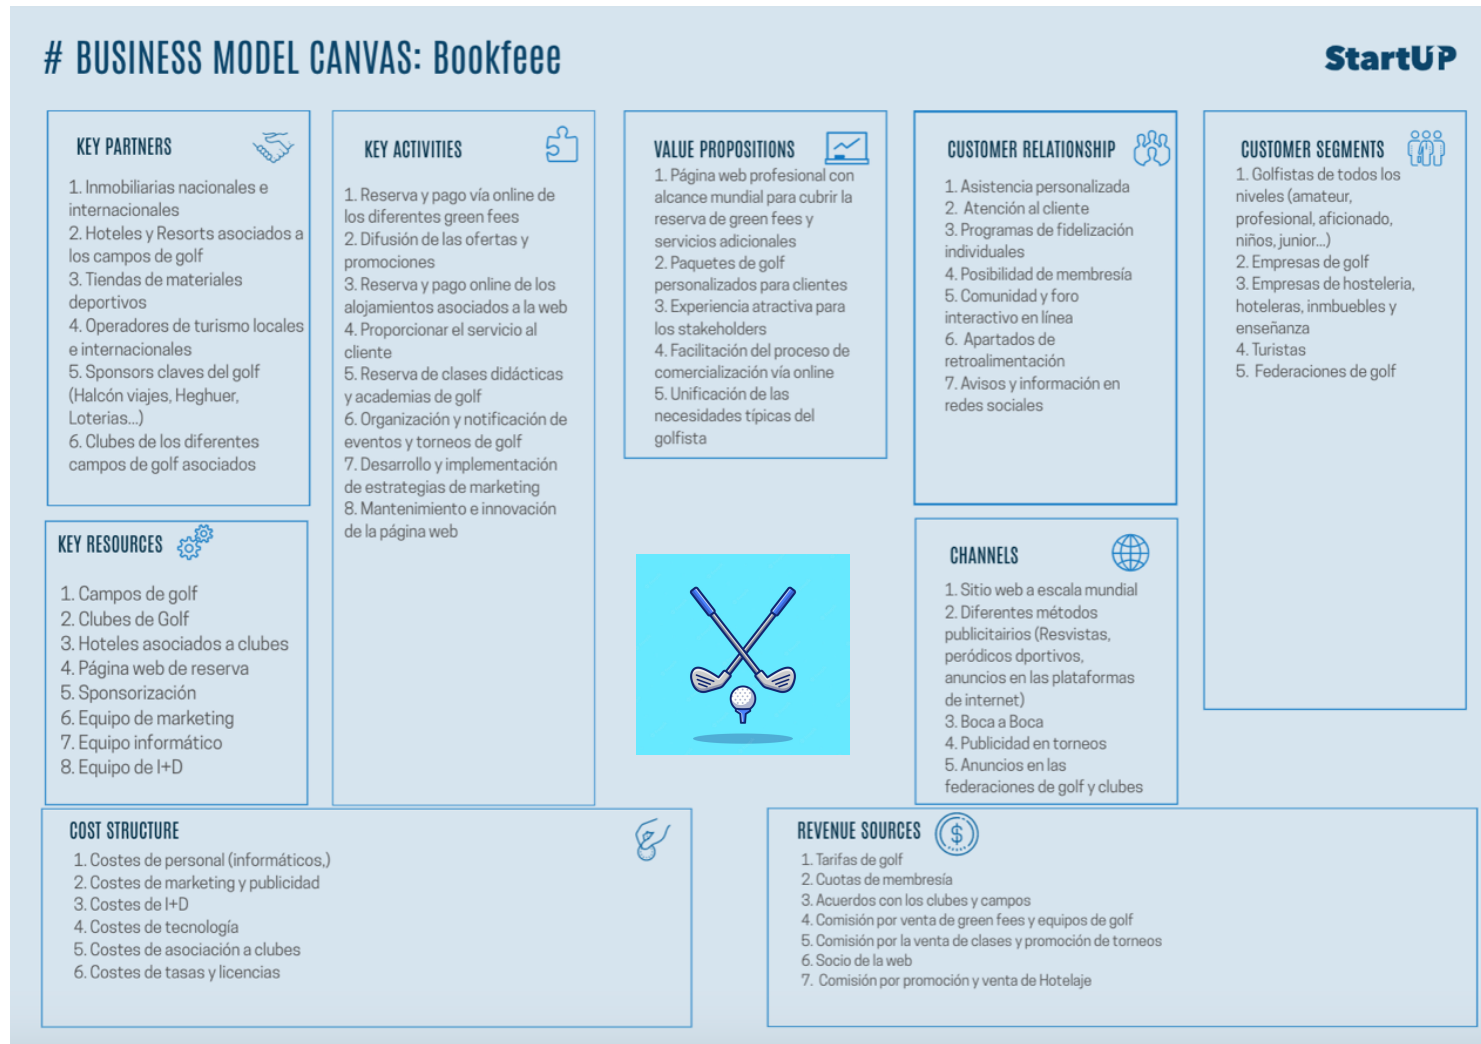 # BUSINESS MODEL CANVAS: Bookfeee
StartUP
KEY PARTNERS
1. Inmobiliarias nacionales e
internacionales
2. Hoteles y Resorts asociados a
los campos de golf
3. Tiendas de materiales
deportivos
4. Operadores de turismo locales
e internacionales
5. Sponsors claves del golf
(Halcón viajes, Heghuer,
Loterias...)
6. Clubes de los diferentes
campos de golf asociados
KEY RESOURCES
1. Campos de golf
2. Clubes de Golf
3. Hoteles asociados a clubes
4. Página web de reserva
5. Sponsorización
6. Equipo de marketing
7. Equipo informático
8. Equipo de I+D
KEY ACTIVITIES
1. Reserva y pago vía online de
los diferentes green fees
2. Difusión de las ofertas y
promociones
3. Reserva y pago online de los
alojamientos asociados a la web
4. Proporcionar el servicio al
cliente
5. Reserva de clases didácticas
y academias de golf
6. Organización y notificación de
eventos y torneos de golf
7. Desarrollo y implementación
de estrategias de marketing
8. Mantenimiento e innovación
de la página web
VALUE PROPOSITIONS
1. Página web profesional con
alcance mundial para cubrir la
reserva de green fees y
servicios adicionales
2. Paquetes de golf
personalizados para clientes
3. Experiencia atractiva para
los stakeholders
4. Facilitación del proceso de
comercialización vía online
5. Unificación de las
necesidades típicas del
golfista
CUSTOMER RELATIONSHIP
1. Asistencia personalizada
2. Atención al cliente
3. Programas de fidelización
individuales
4. Posibilidad de membresía
5. Comunidad y foro
interactivo en línea
6. Apartados de
retroalimentación
7. Avisos y información en
redes sociales
CHANNELS
1. Sitio web a escala mundial
2. Diferentes métodos
publicitairios (Resvistas,
peródicos dportivos,
anuncios en las plataformas
de internet)
3. Boca a Boca
4. Publicidad en torneos
5. Anuncios en las
federaciones de golf y clubes
CUSTOMER SEGMENTS
1. Golfistas de todos los
niveles (amateur,
profesional, aficionado,
niños, junior...)
2. Empresas de golf
3. Empresas de hosteleria,
hoteleras, inmbuebles y
enseñanza
4. Turistas
5. Federaciones de golf
COST STRUCTURE
1. Costes de personal (informáticos,)
2. Costes de marketing y publicidad
3. Costes de I+D
4. Costes de tecnología
5. Costes de asociación a clubes
6. Costes de tasas y licencias
REVENUE SOURCES
$
1. Tarifas de golf
2. Cuotas de membresía
3. Acuerdos con los clubes y campos
4. Comisión por venta de green fees y equipos de golf
5. Comisión por la venta de clases y promoción de torneos
6. Socio de la web
7. Comisión por promoción y venta de Hotelaje